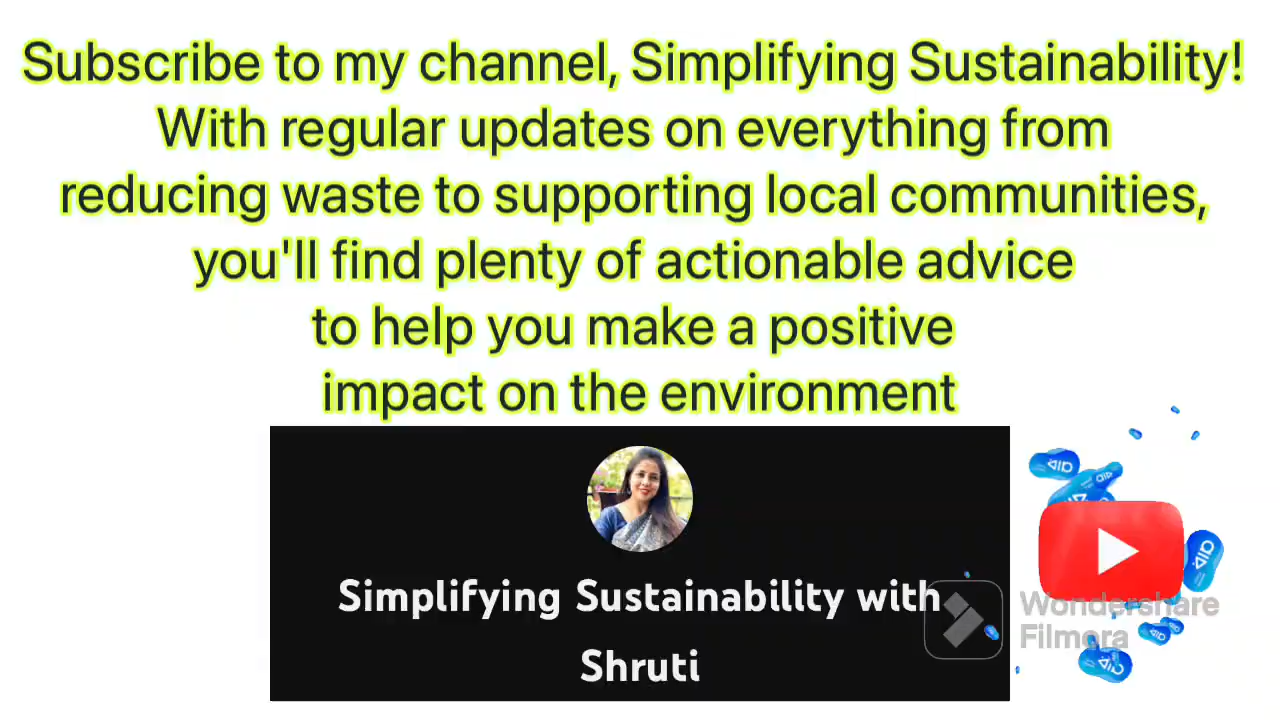 Subscribe to my channel, Simplifying Sustainability!
With regular updates on everything from
reducing waste to supporting local communities,
you'll find plenty of actionable advice
to help you make a positive
impact on the environment
Simplifying Sustainability with
Shruti
Wondershare
Filmora